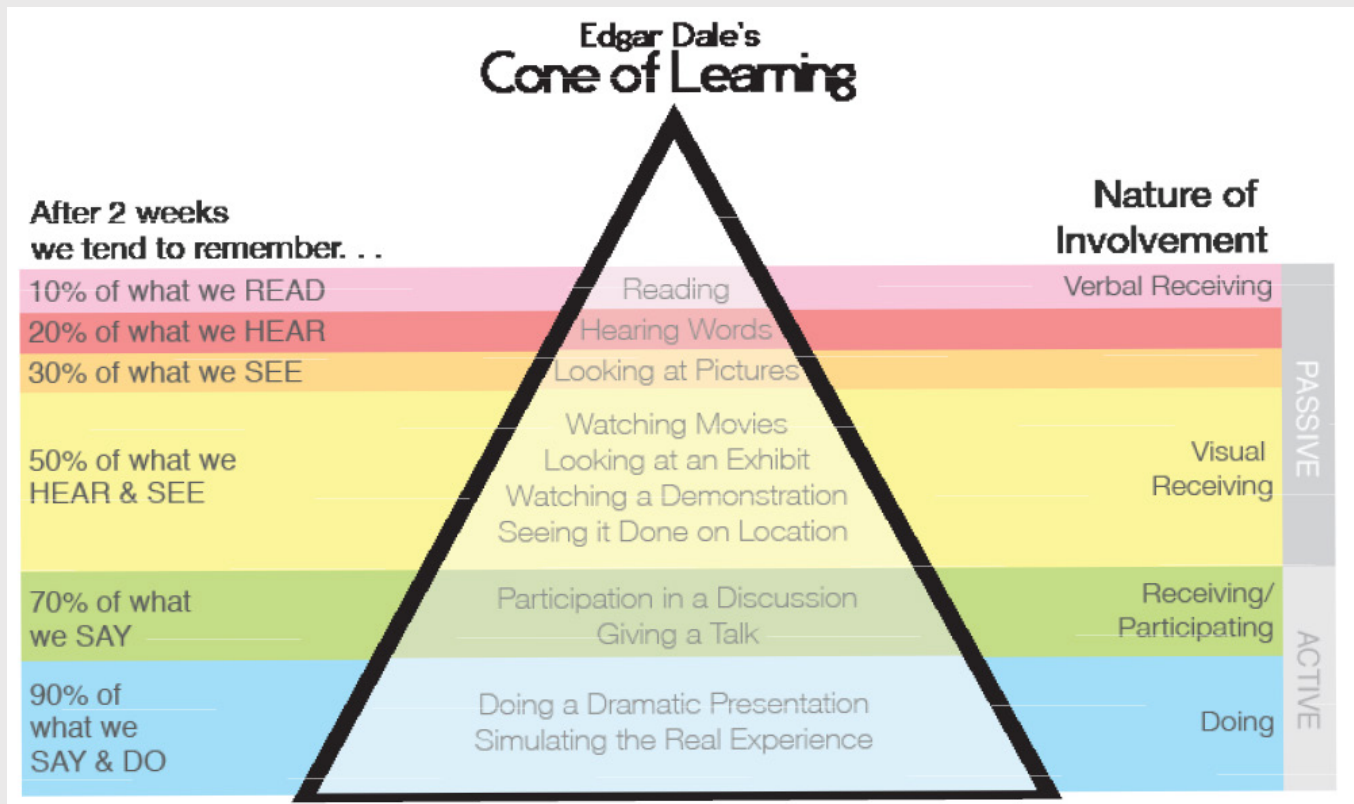 Edgar Dale's
Cone of Learning
After 2 weeks
we tend to remember. . .
Nature of
Involvement
10% of what we READ
Reading
Verbal Receiving
20% of what we HEAR
Hearing Words
30% of what we SEE
Looking at Pictures
50% of what we
HEAR & SEE
Watching Movies
Looking at an Exhibit
Watching a Demonstration
Seeing it Done on Location
Visual
Receiving
PASSIVE
70% of what
we SAY
Participation in a Discussion
Giving a Talk
Receiving/
Participating
90% of
what we
SAY & DO
Doing a Dramatic Presentation
Simulating the Real Experience
Doing
ACTIVE